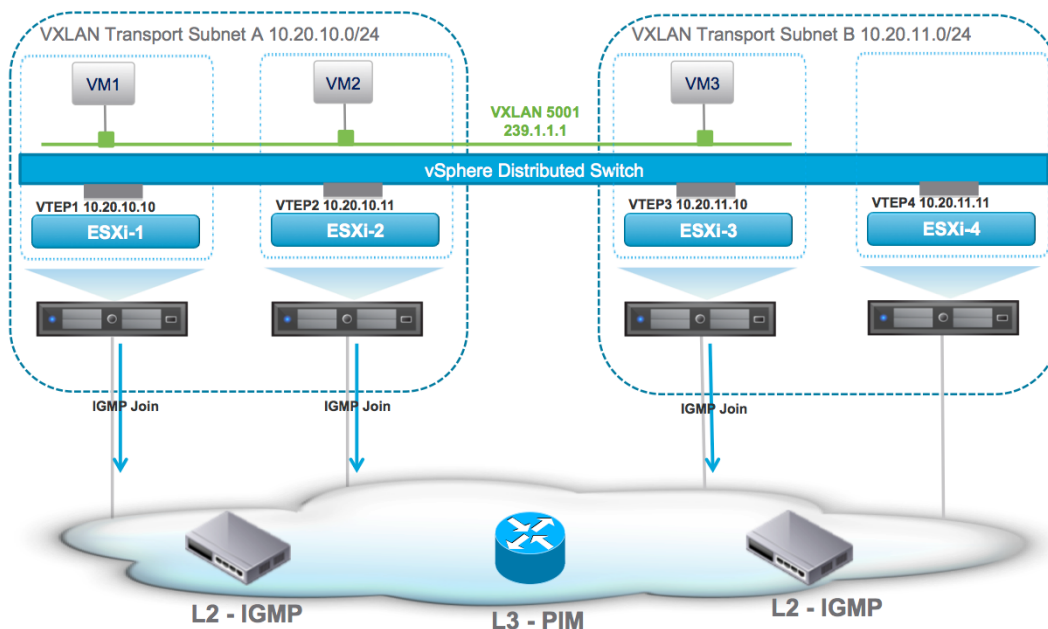 VXLAN Transport Subnet A 10.20.10.0/24
VXLAN Transport Subnet B 10.20.11.0/24
VM1
VM2
VM3
VXLAN 5001
239.1.1.1
vSphere Distributed Switch
VTEP1 10.20.10.10
VTEP2 10.20.10.11
VTEP3 10.20.11.10
VTEP4 10.20.11.11
ESXi-1
ESXi-2
ESXi-3
ESXi-4
IGMP Join
IGMP Join
IGMP Join
L2 - IGMP
L3 - PIM
L2 - IGMP